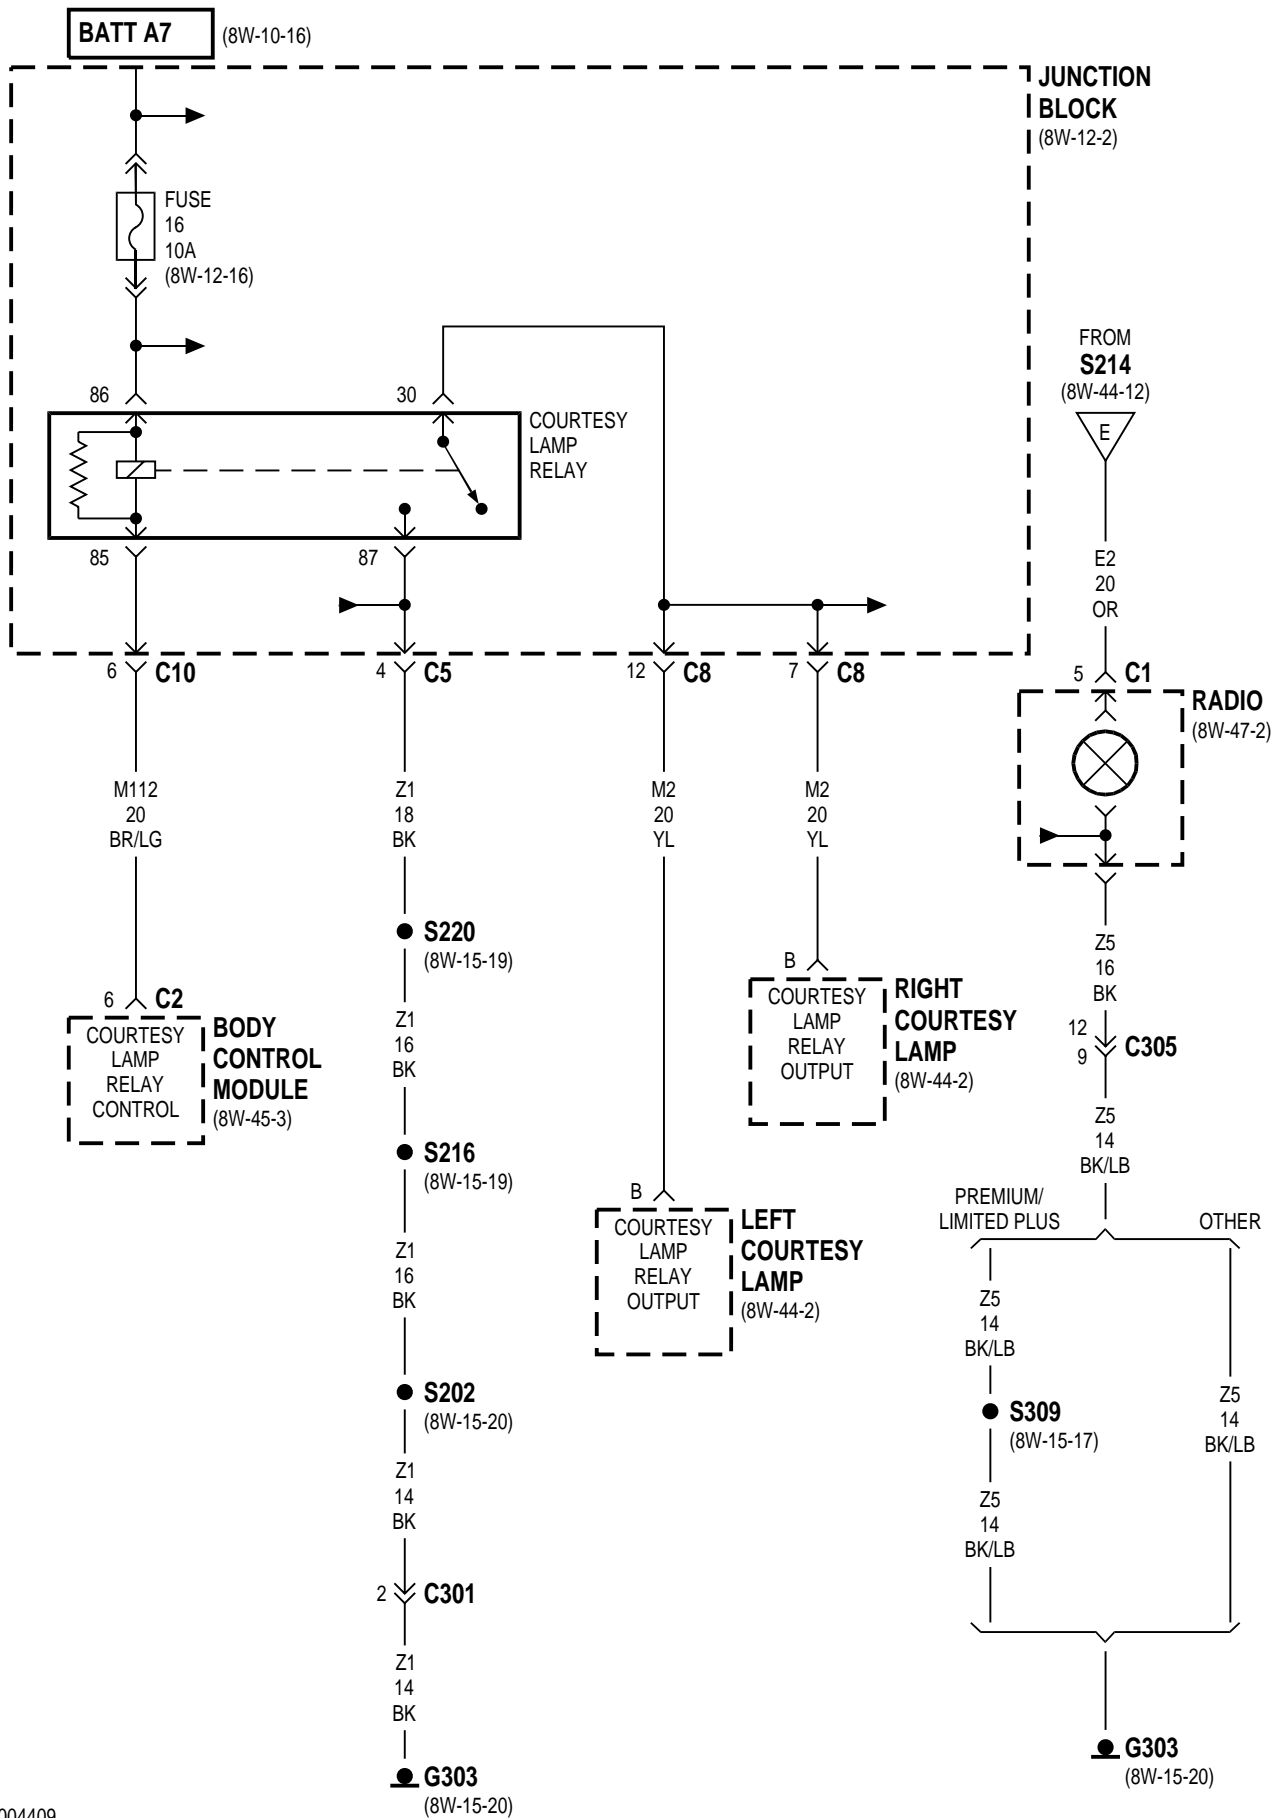 BATT A7 (8W-10-16)
JUNCTION
BLOCK
(8W-12-2)
FUSE
16
10A
(8W-12-16)
FROM
S214
(8W-44-12)
E
86
30
COURTESY
LAMP
RELAY
85
87
E2
20
OR
6 C10
4 C5
12 C8
7 C8
5 C1
RADIO
(8W-47-2)
M112
20
BR/LG
Z1
18
BK
M2
20
YL
M2
20
YL
S220
(8W-15-19)
Z5
16
BK
B
COURTESY
LAMP
RELAY
OUTPUT
RIGHT
COURTESY
LAMP
(8W-44-2)
6 C2
COURTESY
LAMP
RELAY
CONTROL
BODY
CONTROL
MODULE
(8W-45-3)
Z1
16
BK
12
9
C305
Z5
14
BK/LB
S216
(8W-15-19)
B
COURTESY
LAMP
RELAY
OUTPUT
LEFT
COURTESY
LAMP
(8W-44-2)
PREMIUM/
LIMITED PLUS
OTHER
Z1
16
BK
Z5
14
BK/LB
S202
(8W-15-20)
S309
(8W-15-17)
Z5
14
BK/LB
Z1
14
BK
Z5
14
BK/LB
2 C301
Z1
14
BK
G303
(8W-15-20)
G303
(8W-15-20)